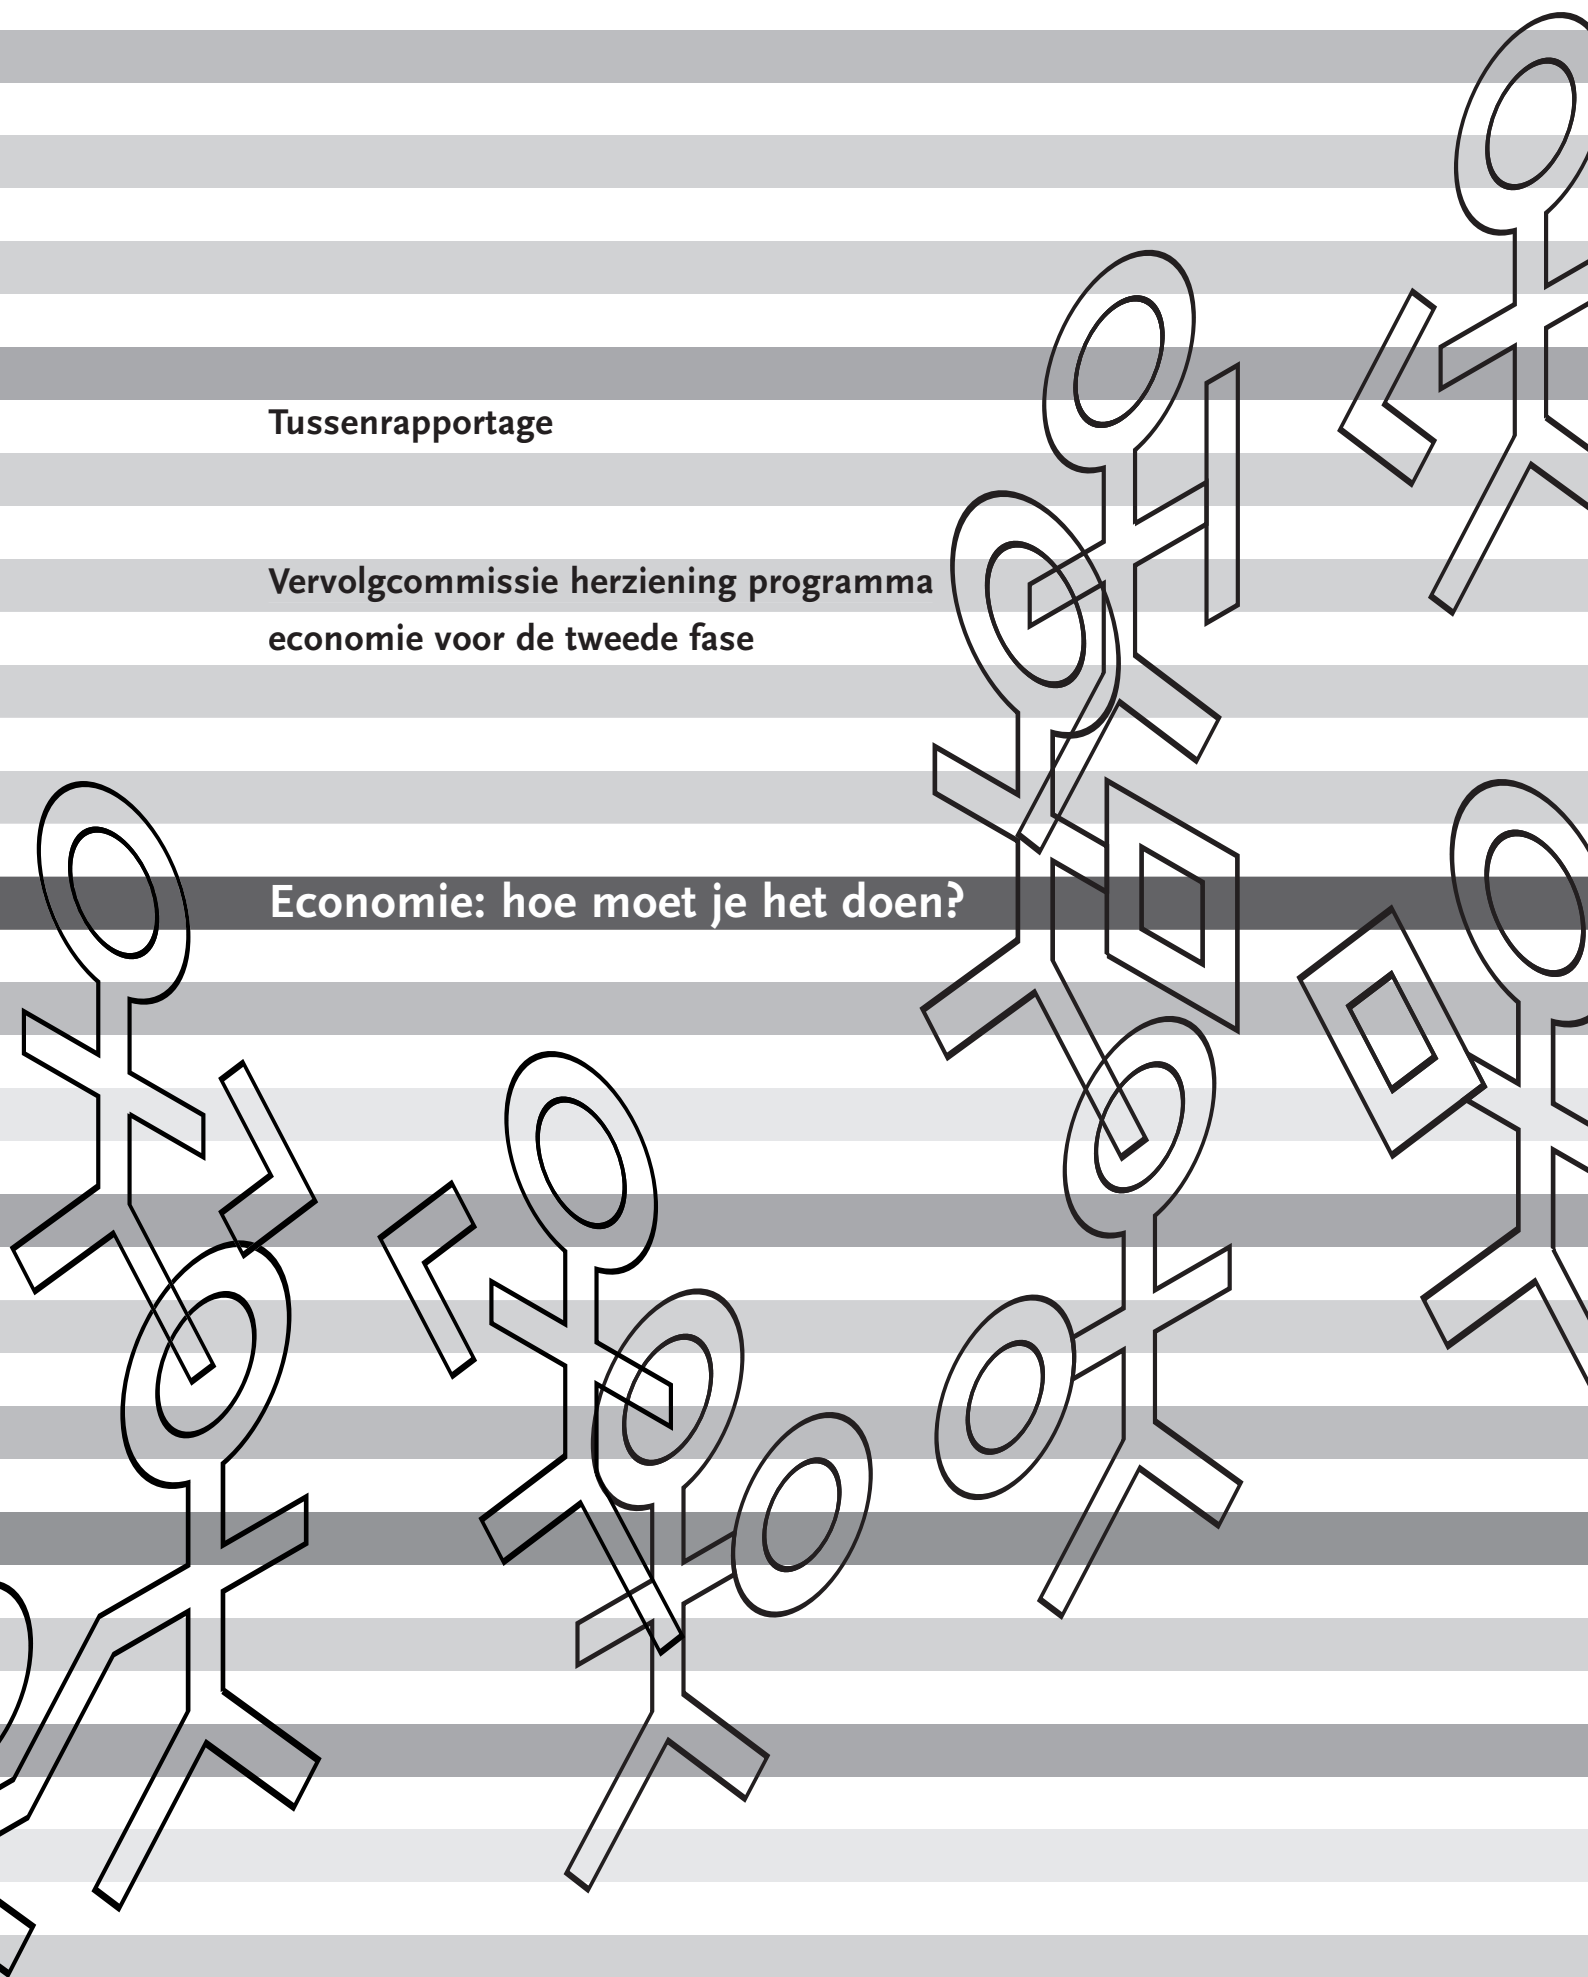 Tussenrapportage
Vervolgcommissie herziening programma
economie voor de tweede fase
Economie: hoe moet je het doen?